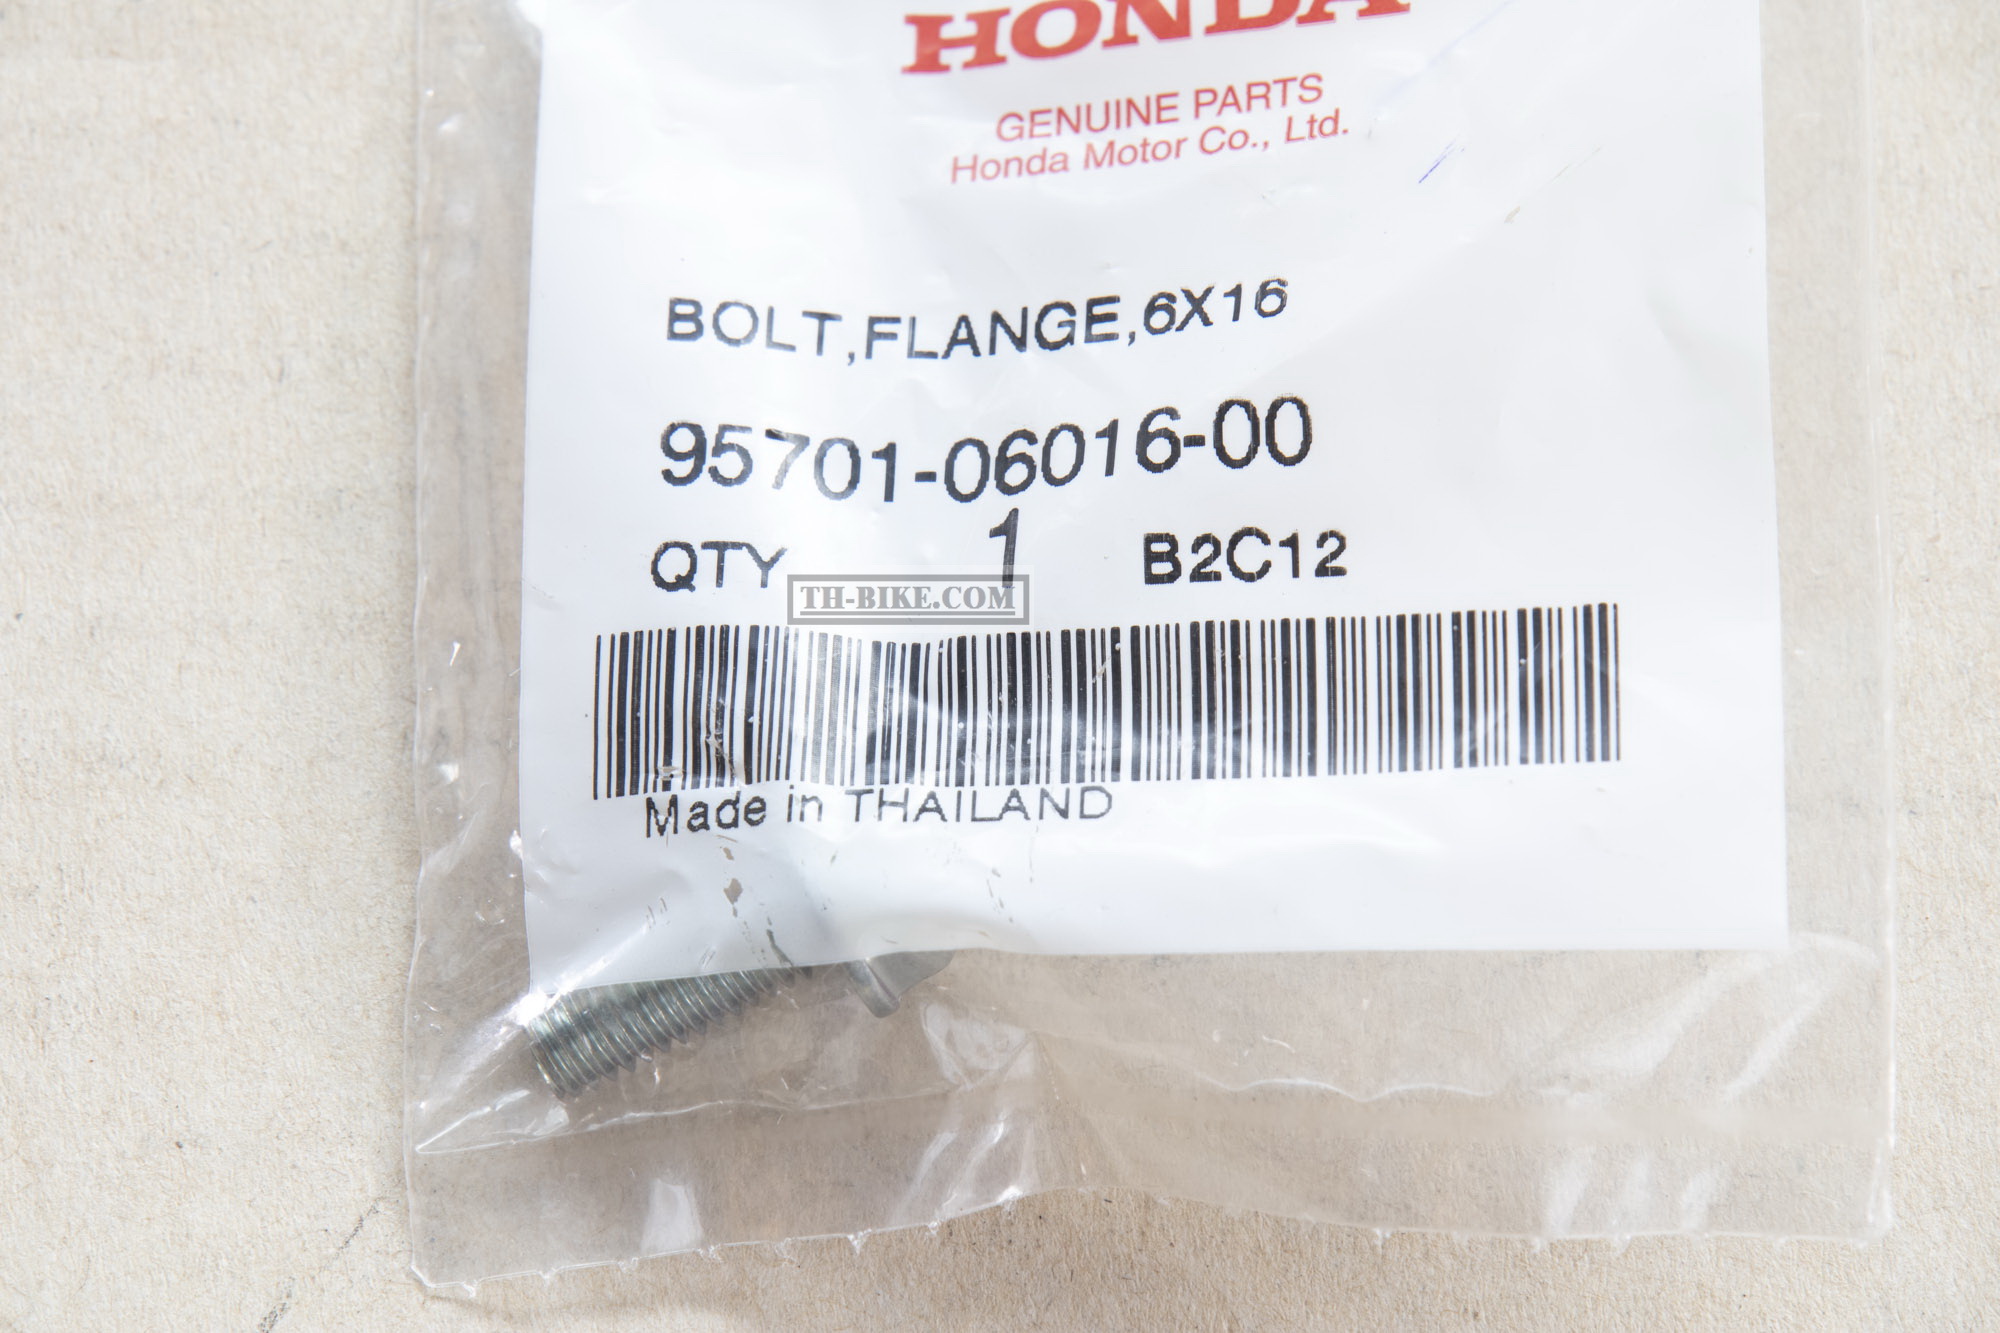 HONDA
GENUINE PARTS
Honda Motor Co., Ltd.
BOLT,FLANGE,6X16
95701-06016-00
QTY 1 B2C12
TH-BIKE.COM
Made in THAILAND